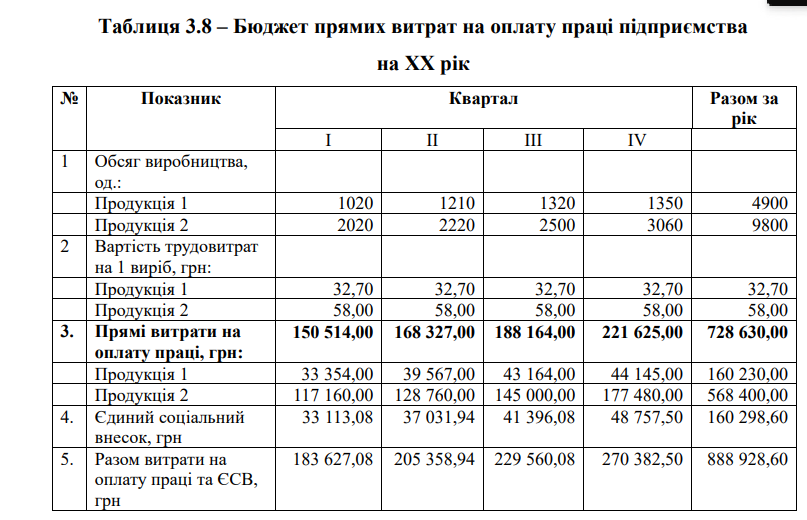 Таблиця 3.8 – Бюджет прямих витрат на оплату праці підприємства
на ХХ рік
№ Показник Квартал Разом за
рік
I II III IV
1 Обсяг виробництва,
од.:
Продукція 1 1020 1210 1320 1350 4900
Продукція 2 2020 2220 2500 3060 9800
2 Вартість трудовитрат
на 1 виріб, грн:
Продукція 1 32,70 32,70 32,70 32,70 32,70
Продукція 2 58,00 58,00 58,00 58,00 58,00
3. Прямі витрати на 150 514,00 168 327,00 188 164,00 221 625,00 728 630,00
оплату праці, грн:
Продукція 1 33 354,00 39 567,00 43 164,00 44 145,00 160 230,00
Продукція 2 117 160,00 128 760,00 145 000,00 177 480,00 568 400,00
4. Єдиний соціальний 33 113,08 37 031,94 41 396,08 48 757,50 160 298,60
внесок, грн
5. Разом витрати на 183 627,08 205 358,94 229 560,08 270 382,50 888 928,60
оплату праці та ЄСВ,
грн